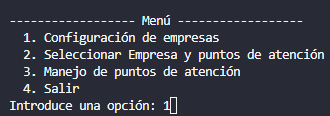 ------------------- Menú -------------------
1. Configuración de empresas
2. Seleccionar Empresa y puntos de atención
3. Manejo de puntos de atención
4. Salir
Introduce una opción: 1